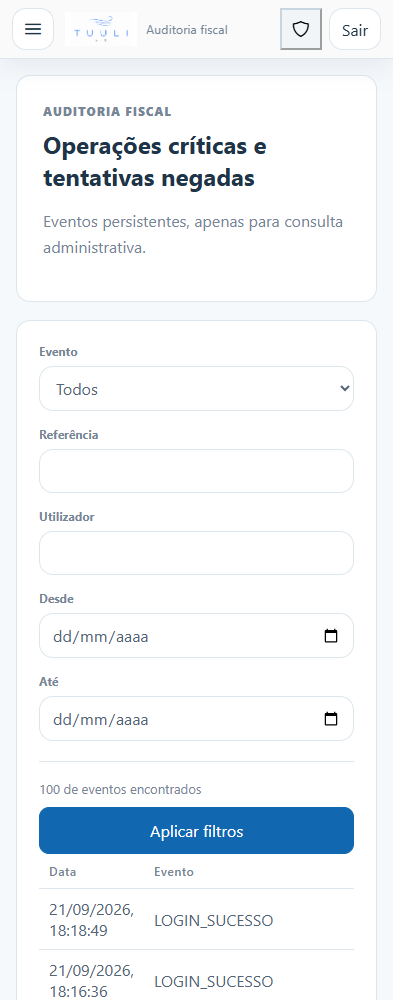 TUULI
Auditoria fiscal
Sair
AUDITORIA FISCAL
Operações críticas e
tentativas negadas
Eventos persistentes, apenas para consulta
administrativa.
Evento
Todos
Referência
Utilizador
Desde
dd/mm/aaaa
Até
dd/mm/aaaa
100 de eventos encontrados
Aplicar filtros
Data Evento
21/09/2026,
18:18:49
LOGIN_SUCESSO
21/09/2026,
18:16:36
LOGIN_SUCESSO